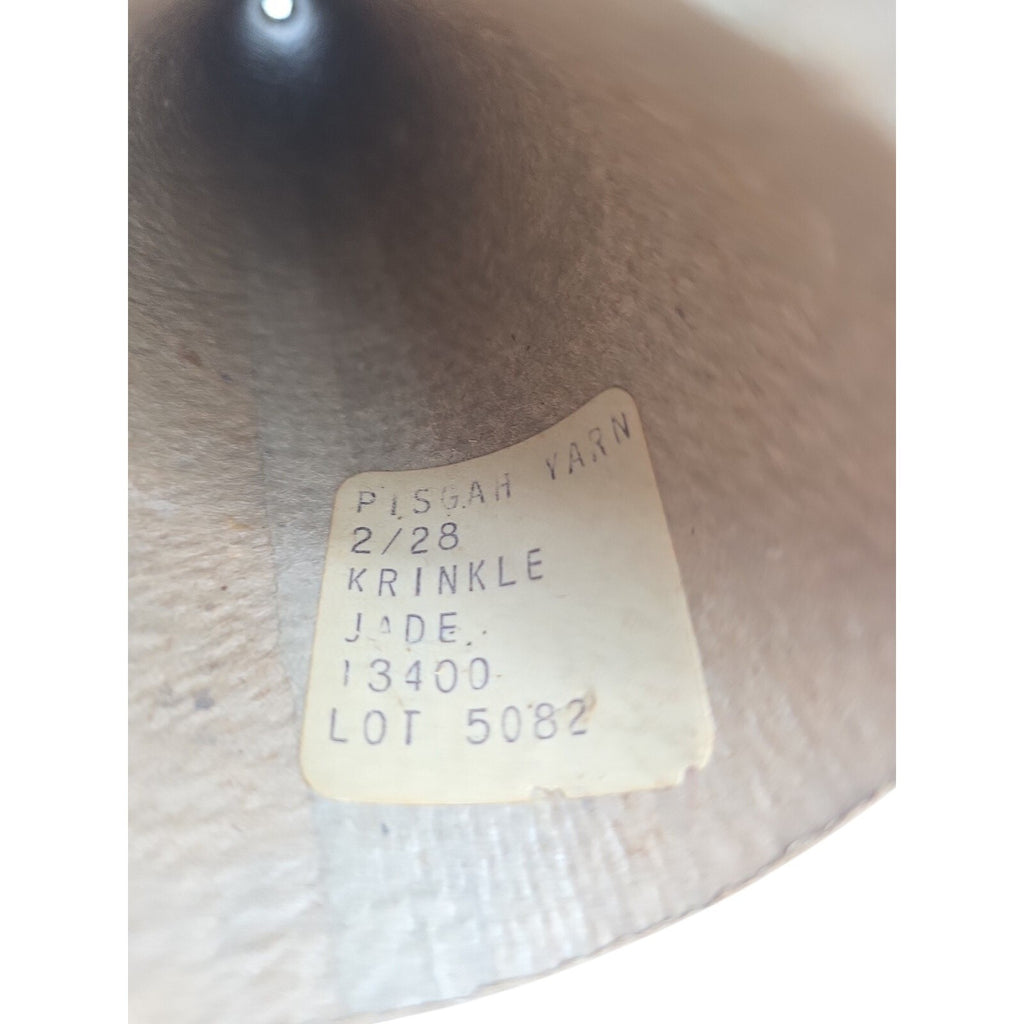 PISGAH YARN
2/28
KRINKLE
JADE
13400
LOT 5082